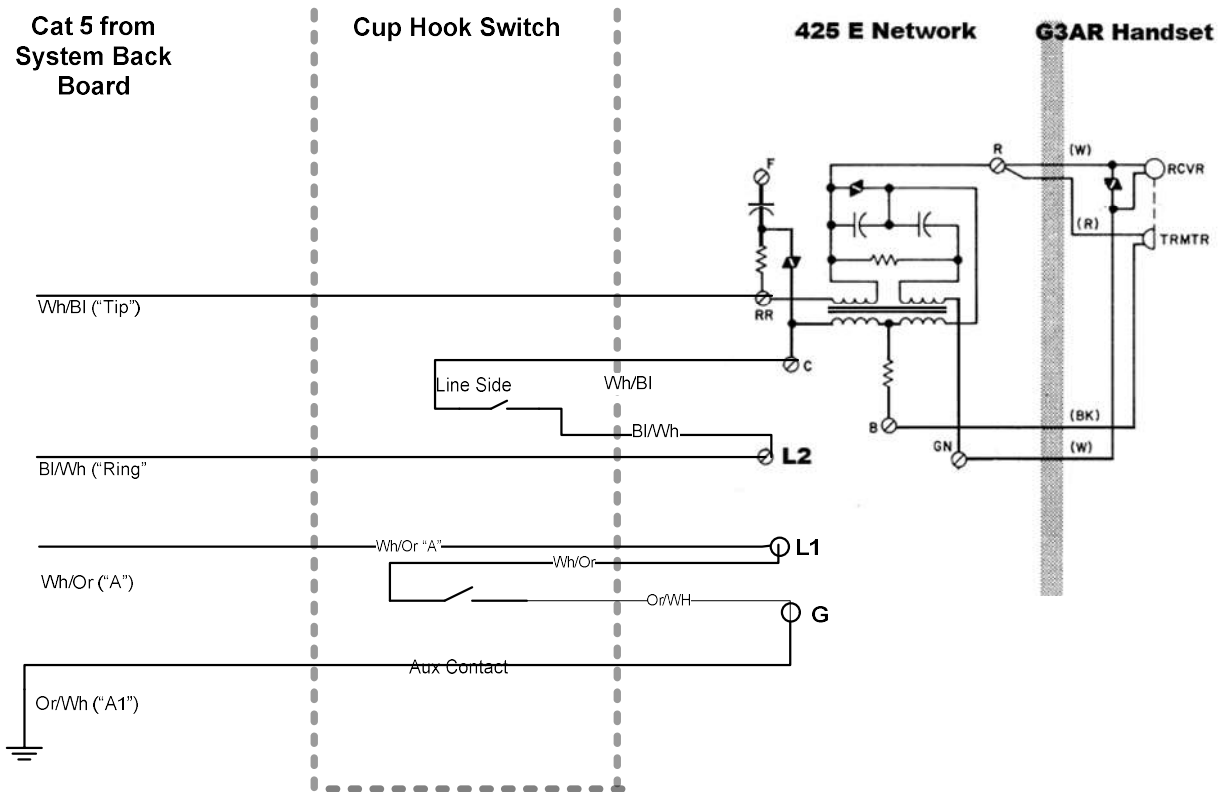 Cat 5 from
System Back
Board
Cup Hook Switch
425 E Network
G3AR Handset
F
R
(W)
RCVR
(R)
TRMTR
Wh/Bl (“Tip”)
RR
C
Line Side
Wh/Bl
Bl/Wh
B
(BK)
GN
(W)
Bl/Wh (“Ring”
L2
Wh/Or “A”
L1
Wh/Or
Wh/Or (“A”)
Or/WH
G
Aux Contact
Or/Wh (“A1”)